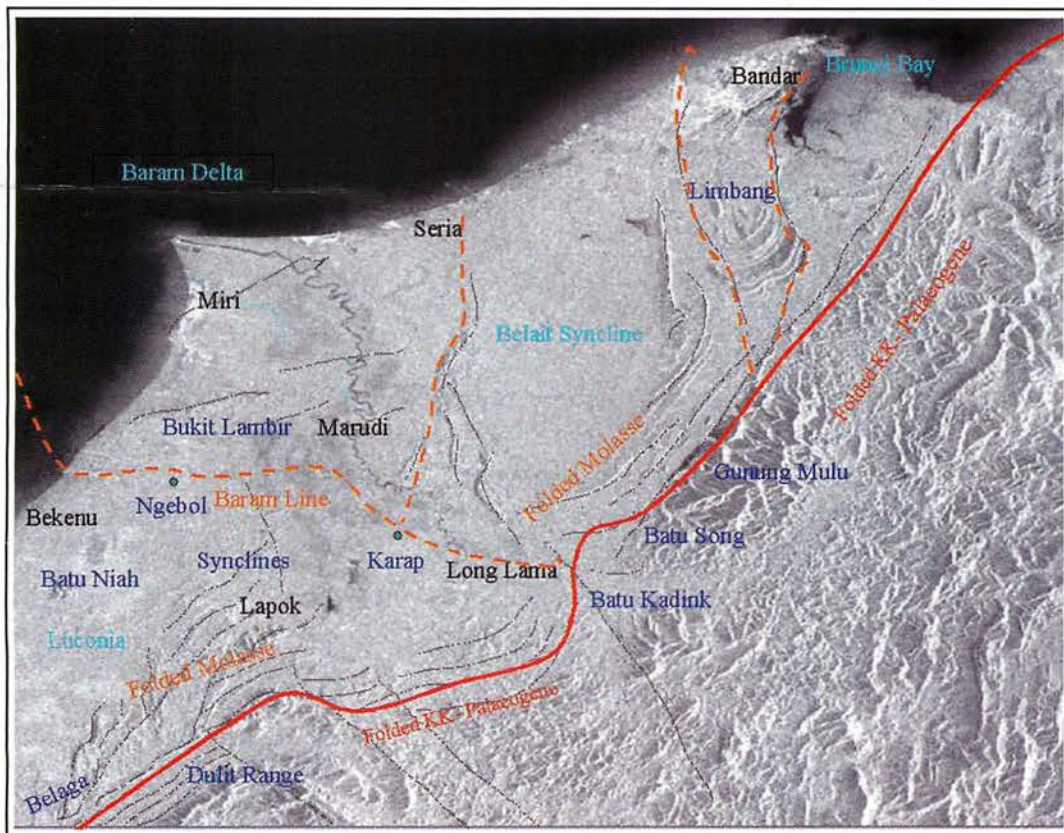 Bandar
Brunei Bay
Baram Delta
Limbang
Seria
Miri
Belait Syncline
Folded KK- Palaeogene
Bukit Lambir
Marudi
Gunung Mulu
Ngebol
Baram Line
Folded Molasse
Bekenu
Batu Song
Synclines
Karap
Long Lama
Batu Niah
Lapok
Batu Kadink
Luconia
Folded Molasse
Folded KK- Palaeogene
Dulit Range
Belaga